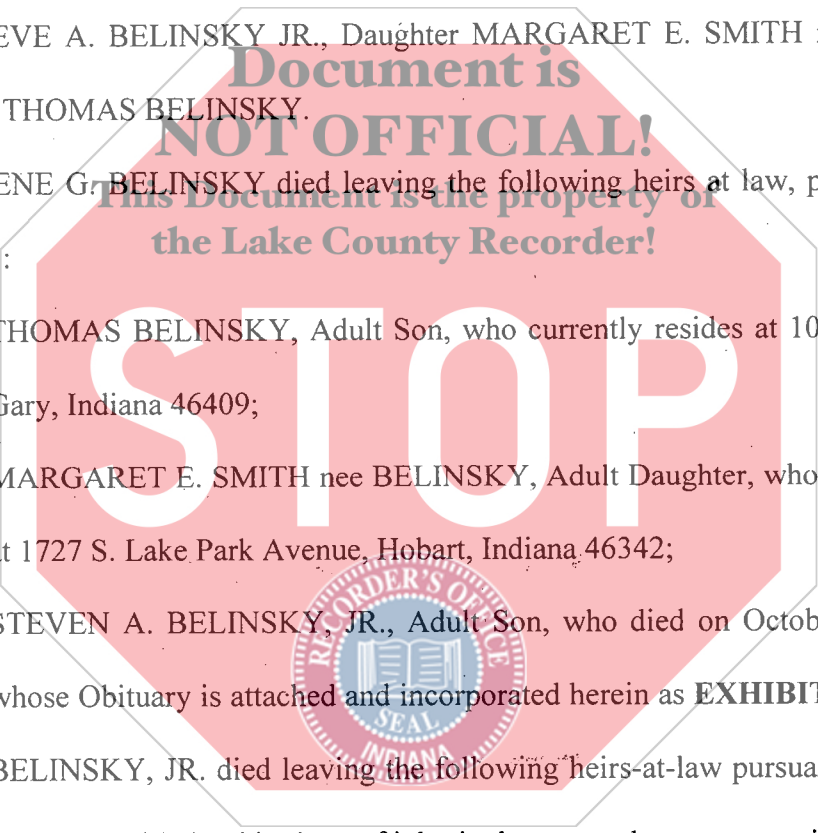 EVE A. BELINSKY JR., Daughter MARGARET E. SMITH
Document is
THOMAS BELINSKY.
NOT OFFICIAL!
ENE G. BELINSKY died leaving the following heirs at law, p
This Document is the property of
the Lake County Recorder!
:
THOMAS BELINSKY, Adult Son, who currently resides at 10
Gary, Indiana 46409;
STOP
MARGARET E. SMITH nee BELINSKY, Adult Daughter, who
at 1727 S. Lake Park Avenue, Hobart, Indiana 46342;
RECORDER'S OFFICE
STEVEN A. BELINSKY, JR., Adult Son, who died on Octob
whose Obituary is attached and incorporated herein as EXHIBIT
SEAL
INDIANA
BELINSKY, JR. died leaving the following heirs-at-law pursua